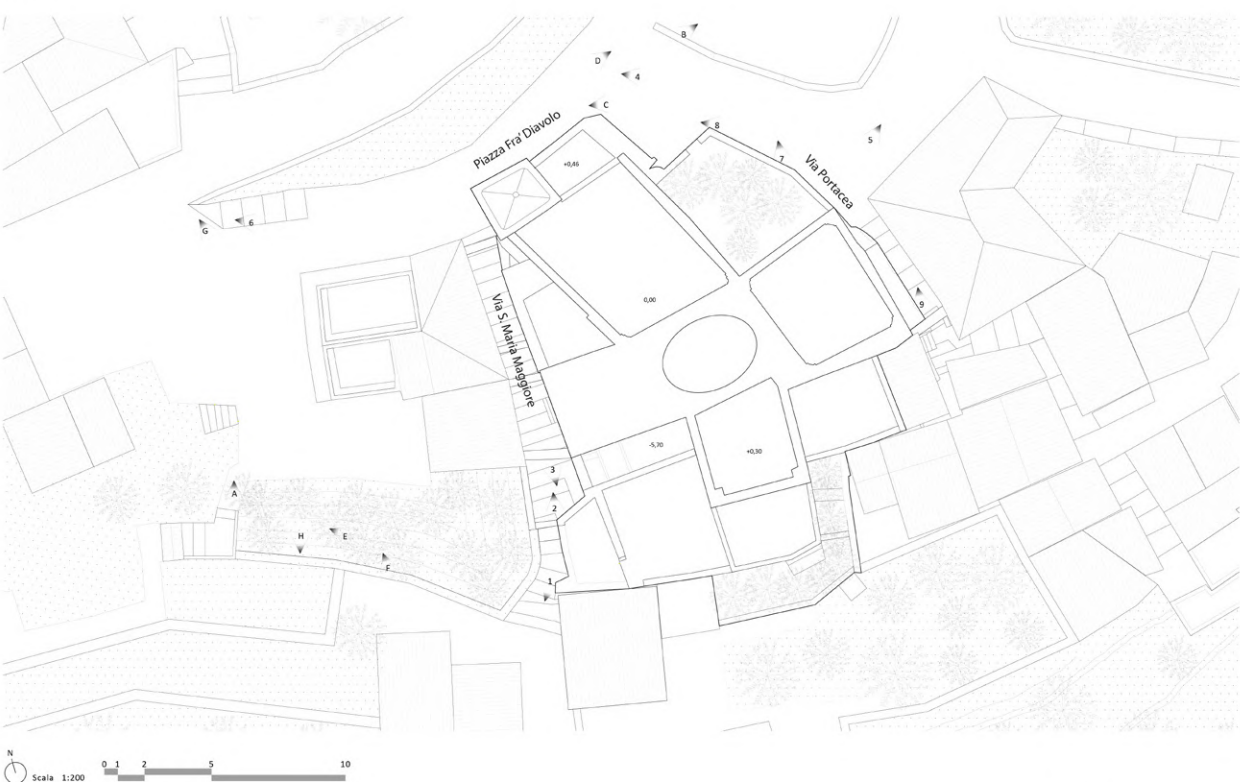 B
D
4
C
Piazza Fra' Diavolo
8
+0,46
7
5
Via Portacea
6
G
9
0,00
Via S. Maria Maggiore
-5,70
+0,30
3
A
2
H
E
F
1
N
Scala 1:200
0 1 2 5 10